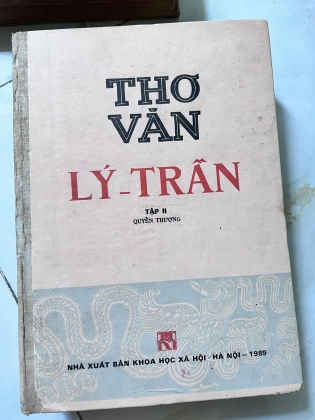 THƠ
VĂN
LÝ-TRẦN
TẬP II
QUYỂN THƯỢNG
NHÀ XUẤT BẢN KHOA HỌC XÃ HỘI - HÀ NỘI - 1989